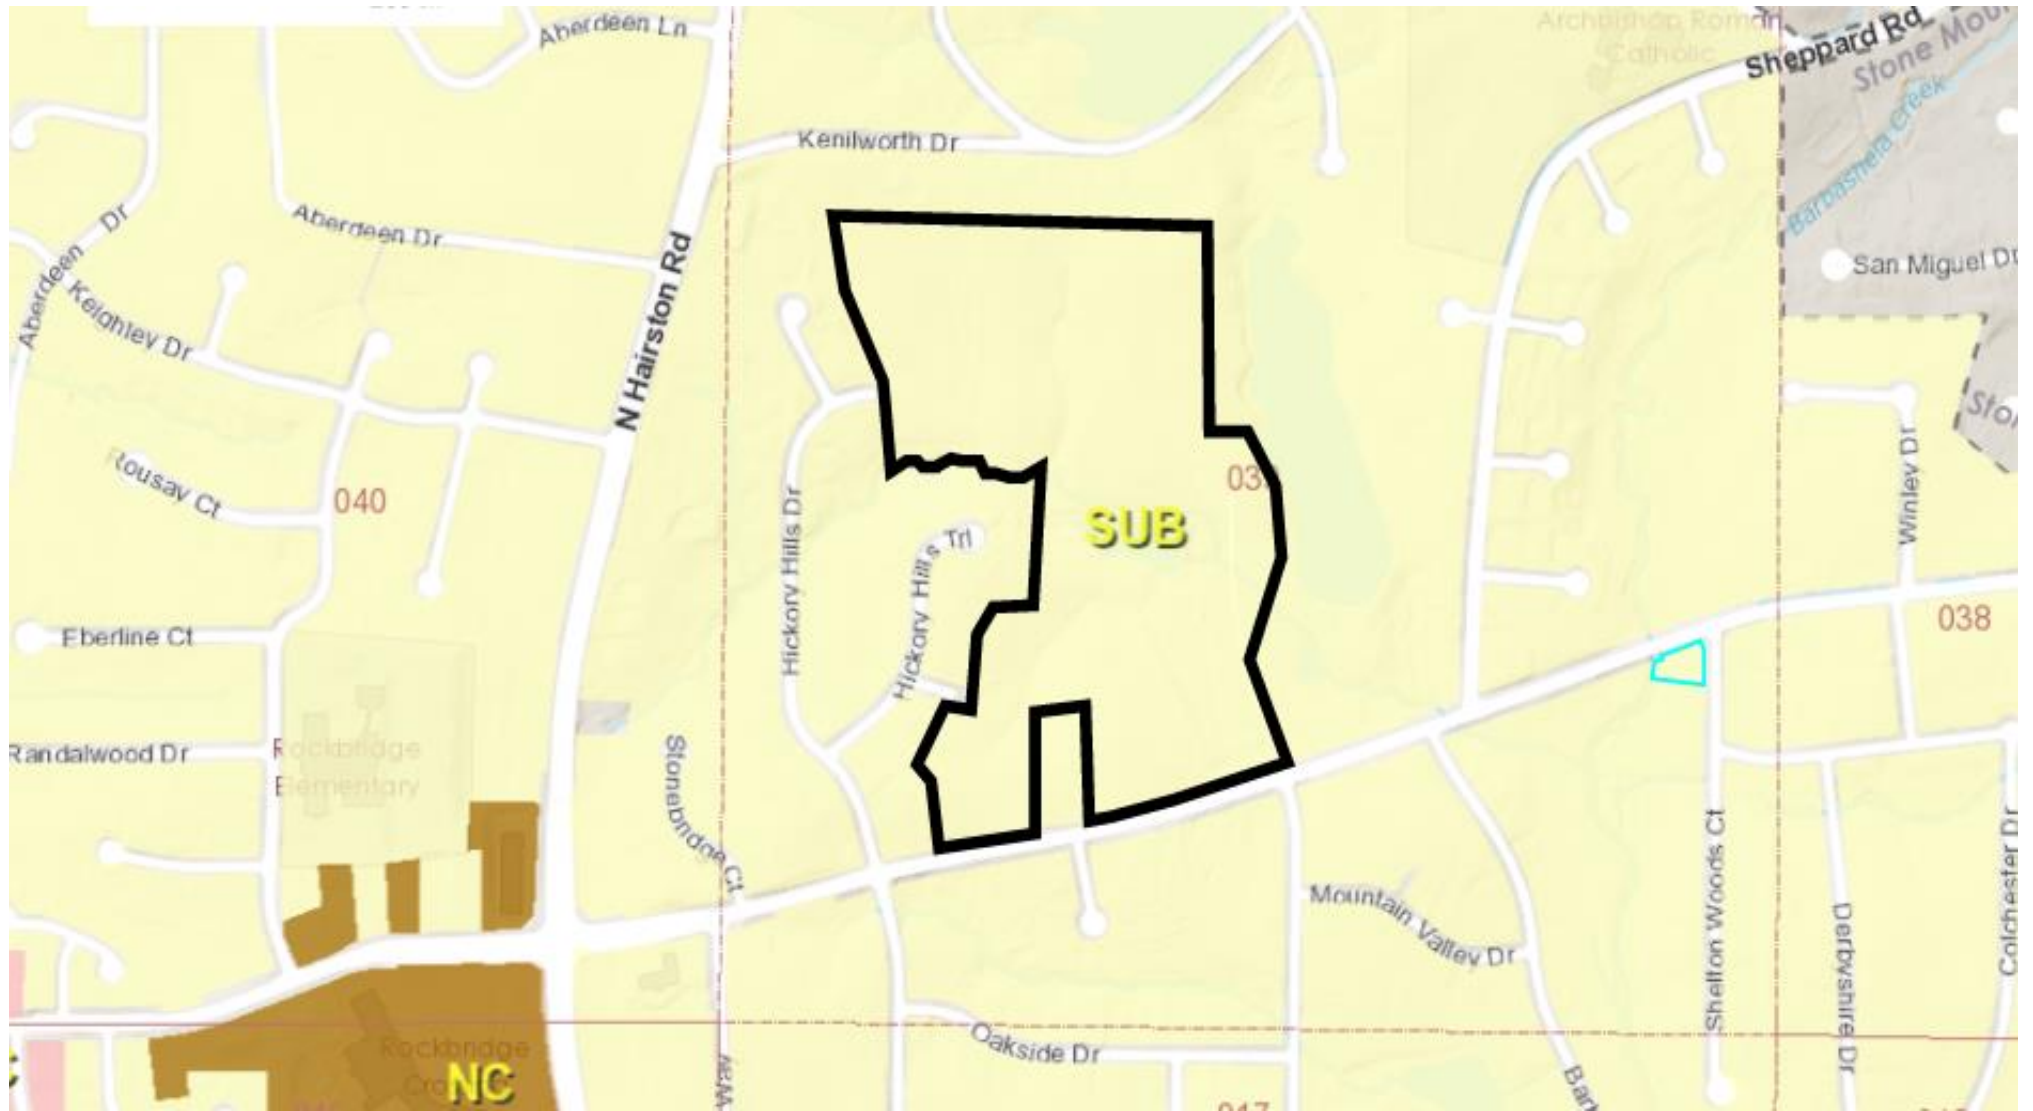 Aberdeen Ln
Archbishop Roman
Catholic
Sheppard Rd
Stone
Barbashela Creek
Kenilworth Dr
Aberdeen Dr
Aberdeen Dr
San Miguel Dr
Keighley Dr
N Hairston Rd
Winley Dr
Rousay Ct
040
SUB
Hickory Hills Dr
Hickory Hills Trl
038
Eberline Ct
Randalwood Dr
Rockbridge
Elementary
Stonebridge Ct
Mountain Valley Dr
Shelton Woods Ct
Derbyshire Dr
Colchester Dr
Oakside Dr
Rockbridge
NC